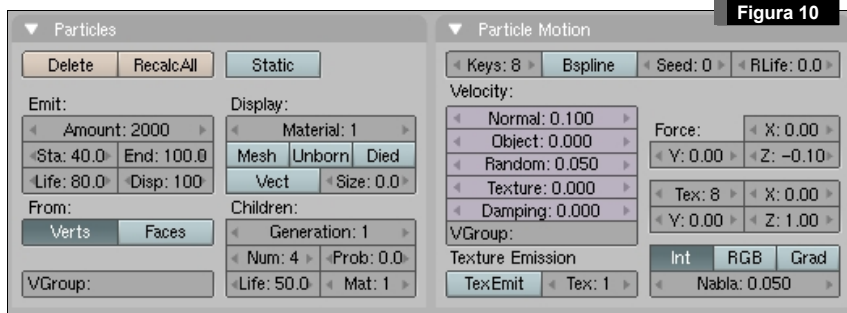 Figura 10
Particles
Delete RecalcAll Static
Emit:
Amount: 2000
Sta: 40.0 End: 100.0
Life: 80.0 Disp: 100
From:
Verts Faces
VGroup:
Display:
Material: 1
Mesh Unborn Died
Vect Size: 0.0
Children:
Generation: 1
Num: 4 Prob: 0.0
Life: 50.0 Mat: 1
Particle Motion
Keys: 8 Bspline Seed: 0 RLife: 0.0
Velocity:
Normal: 0.100
Object: 0.000
Random: 0.050
Texture: 0.000
Damping: 0.000
VGroup:
Texture Emission
TexEmit Tex: 1
Force: X: 0.00
Y: 0.00 Z: -0.10
Tex: 8 X: 0.00
Y: 0.00 Z: 1.00
Int RGB Grad
Nabla: 0.050